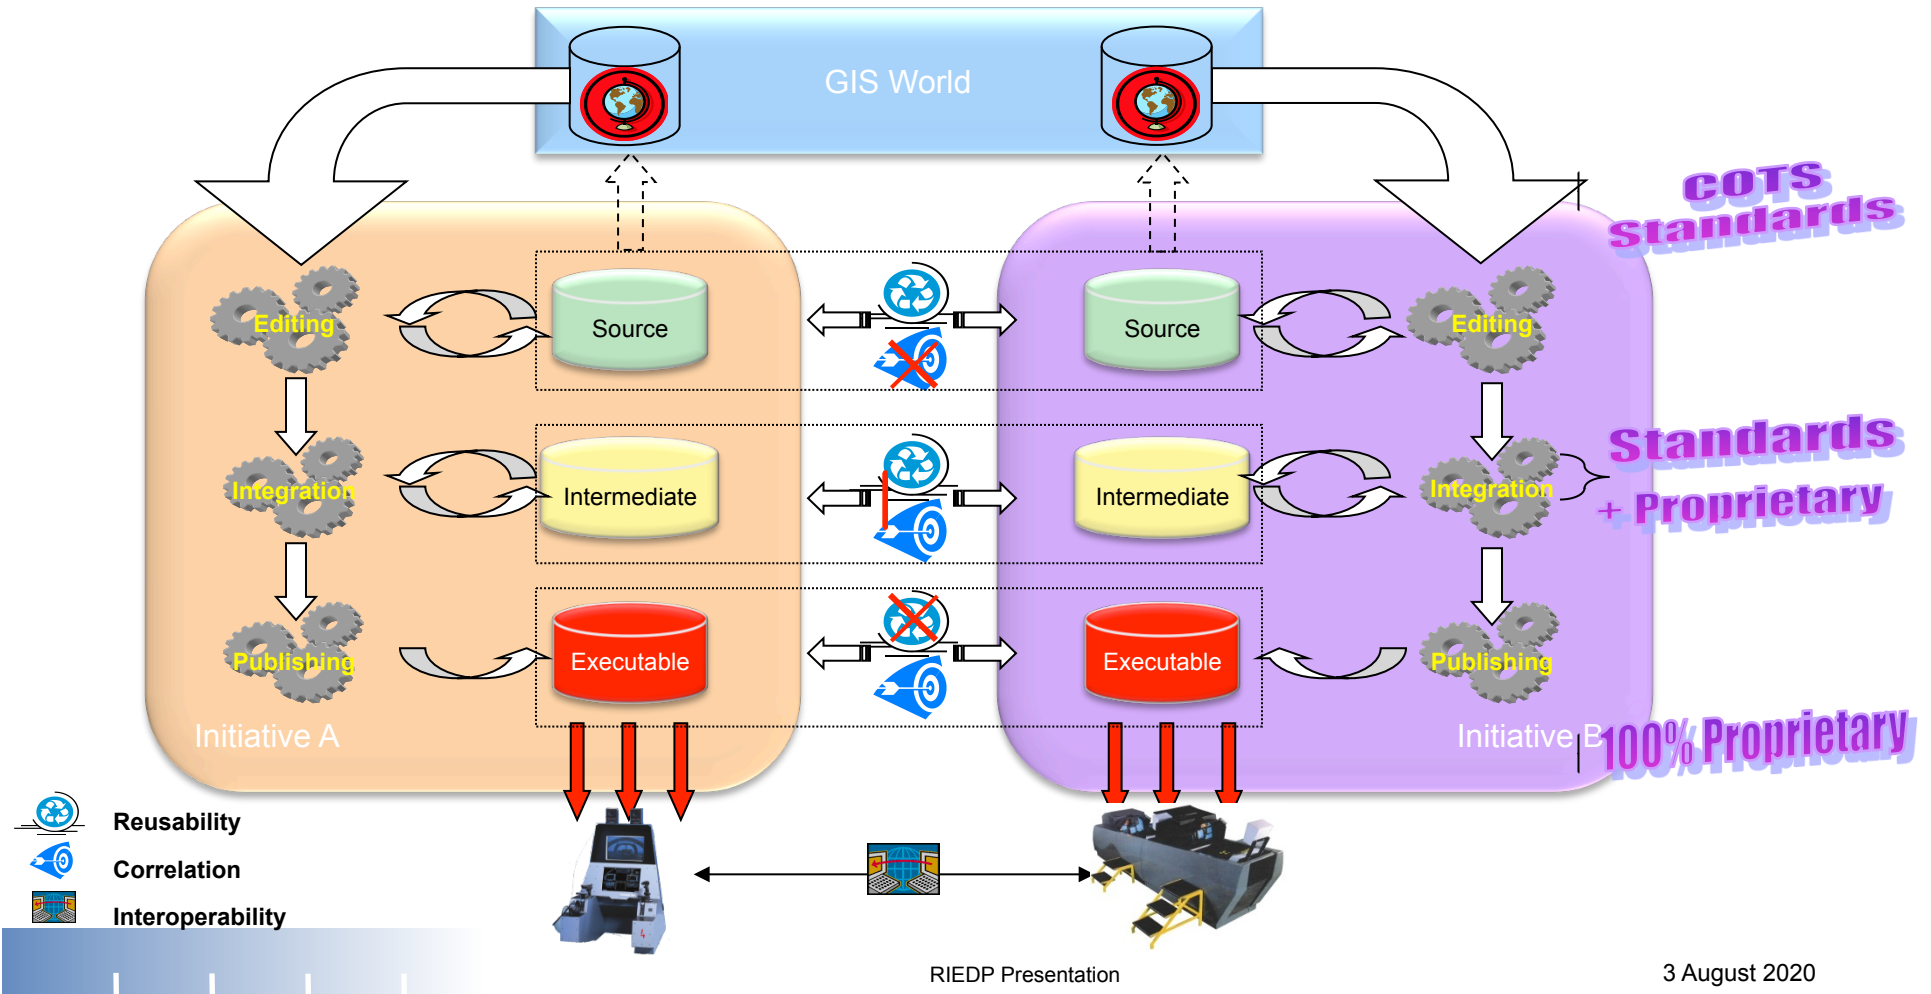 GIS World
COTS
Standards
Editing
Source
Source
Editing
Standards
+ Proprietary
Integration
Intermediate
Intermediate
Integration
Publishing
Executable
Executable
Publishing
Initiative A
Initiative B
100% Proprietary
Reusability
Correlation
Interoperability
RIEDP Presentation
3 August 2020